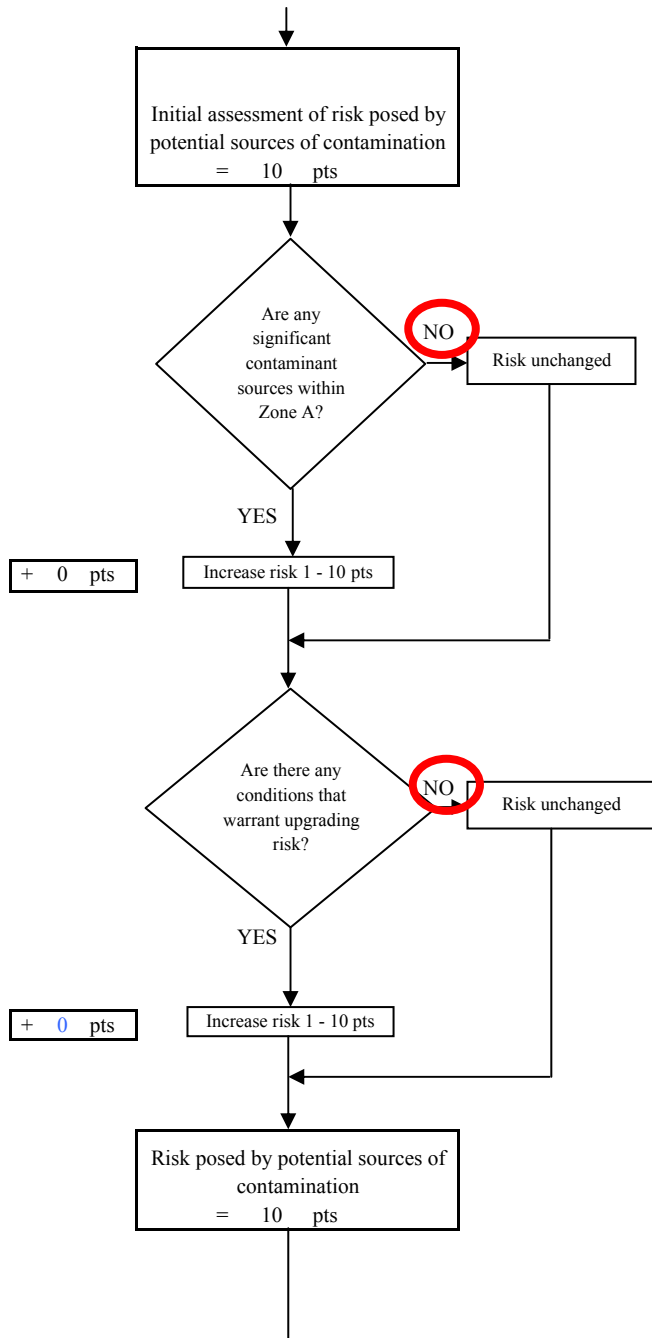 Initial assessment of risk posed by
potential sources of contamination
= 10 pts
Are any
significant
contaminant
sources within
Zone A?
NO
Risk unchanged
YES
+ 0 pts
Increase risk 1 - 10 pts
Are there any
conditions that
warrant upgrading
risk?
NO
Risk unchanged
YES
+ 0 pts
Increase risk 1 - 10 pts
Risk posed by potential sources of
contamination
= 10 pts